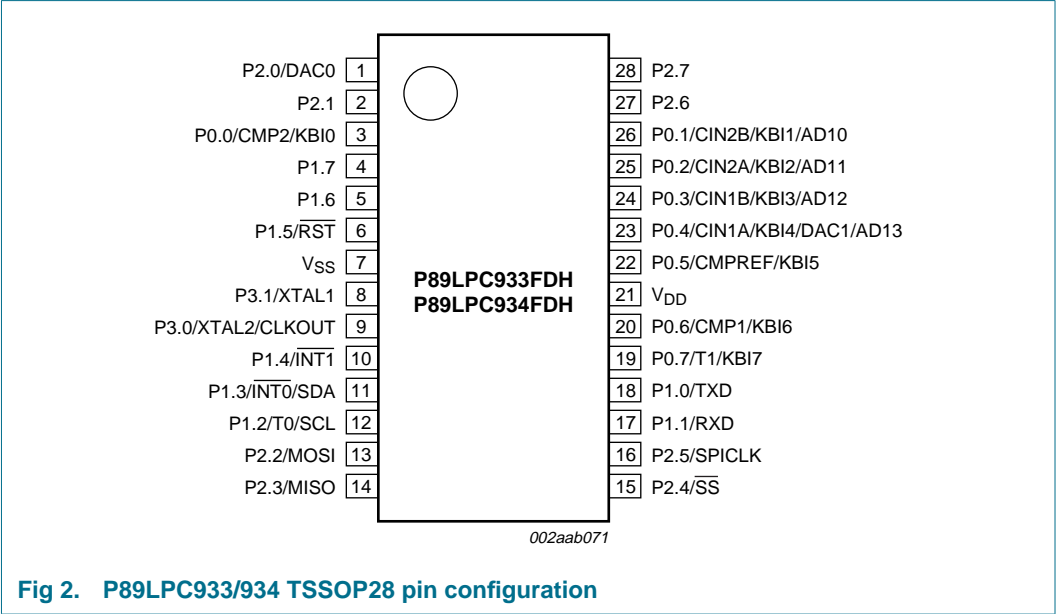 P2.0/DAC0 1
P2.1 2
P0.0/CMP2/KBI0 3
P1.7 4
P1.6 5
P1.5/R̅S̅T̅ 6
VSS 7
P3.1/XTAL1 8
P3.0/XTAL2/CLKOUT 9
P1.4/I̅N̅T̅1̅ 10
P1.3/I̅N̅T̅0̅/SDA 11
P1.2/T0/SCL 12
P2.2/MOSI 13
P2.3/MISO 14
P89LPC933FDH
P89LPC934FDH
28 P2.7
27 P2.6
26 P0.1/CIN2B/KBI1/AD10
25 P0.2/CIN2A/KBI2/AD11
24 P0.3/CIN1B/KBI3/AD12
23 P0.4/CIN1A/KBI4/DAC1/AD13
22 P0.5/CMPREF/KBI5
21 VDD
20 P0.6/CMP1/KBI6
19 P0.7/T1/KBI7
18 P1.0/TXD
17 P1.1/RXD
16 P2.5/SPICLK
15 P2.4/S̅S̅
002aab071
Fig 2. P89LPC933/934 TSSOP28 pin configuration